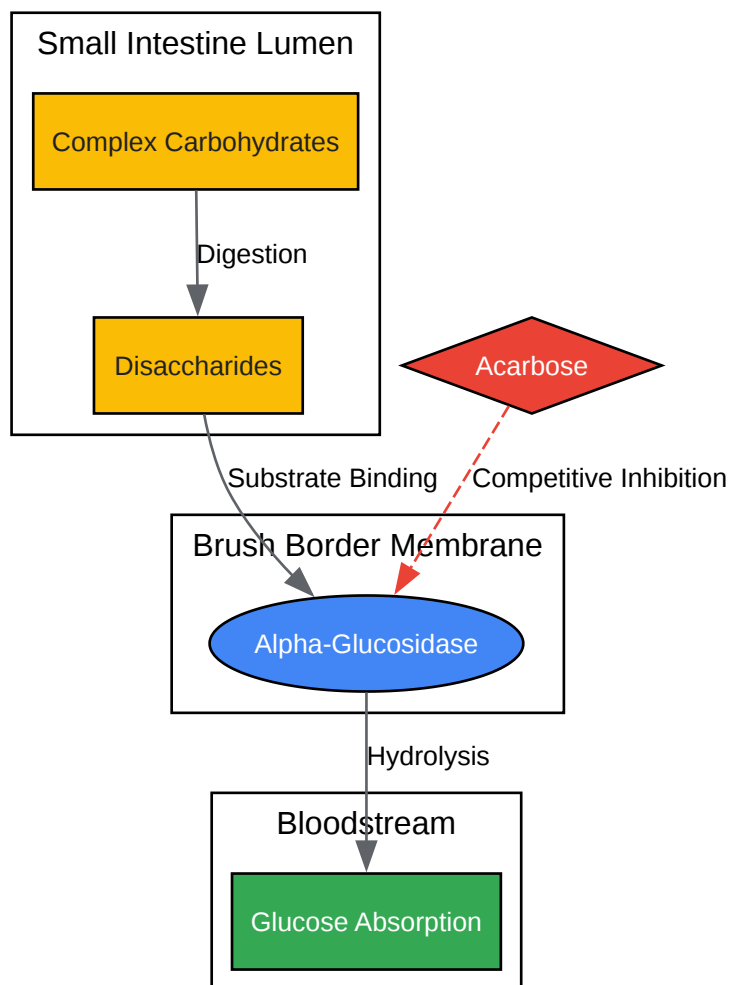 Small Intestine Lumen
Complex Carbohydrates
Digestion
Disaccharides
Acarbose
Substrate Binding
Competitive Inhibition
Brush Border Membrane
Alpha-Glucosidase
Hydrolysis
Bloodstream
Glucose Absorption